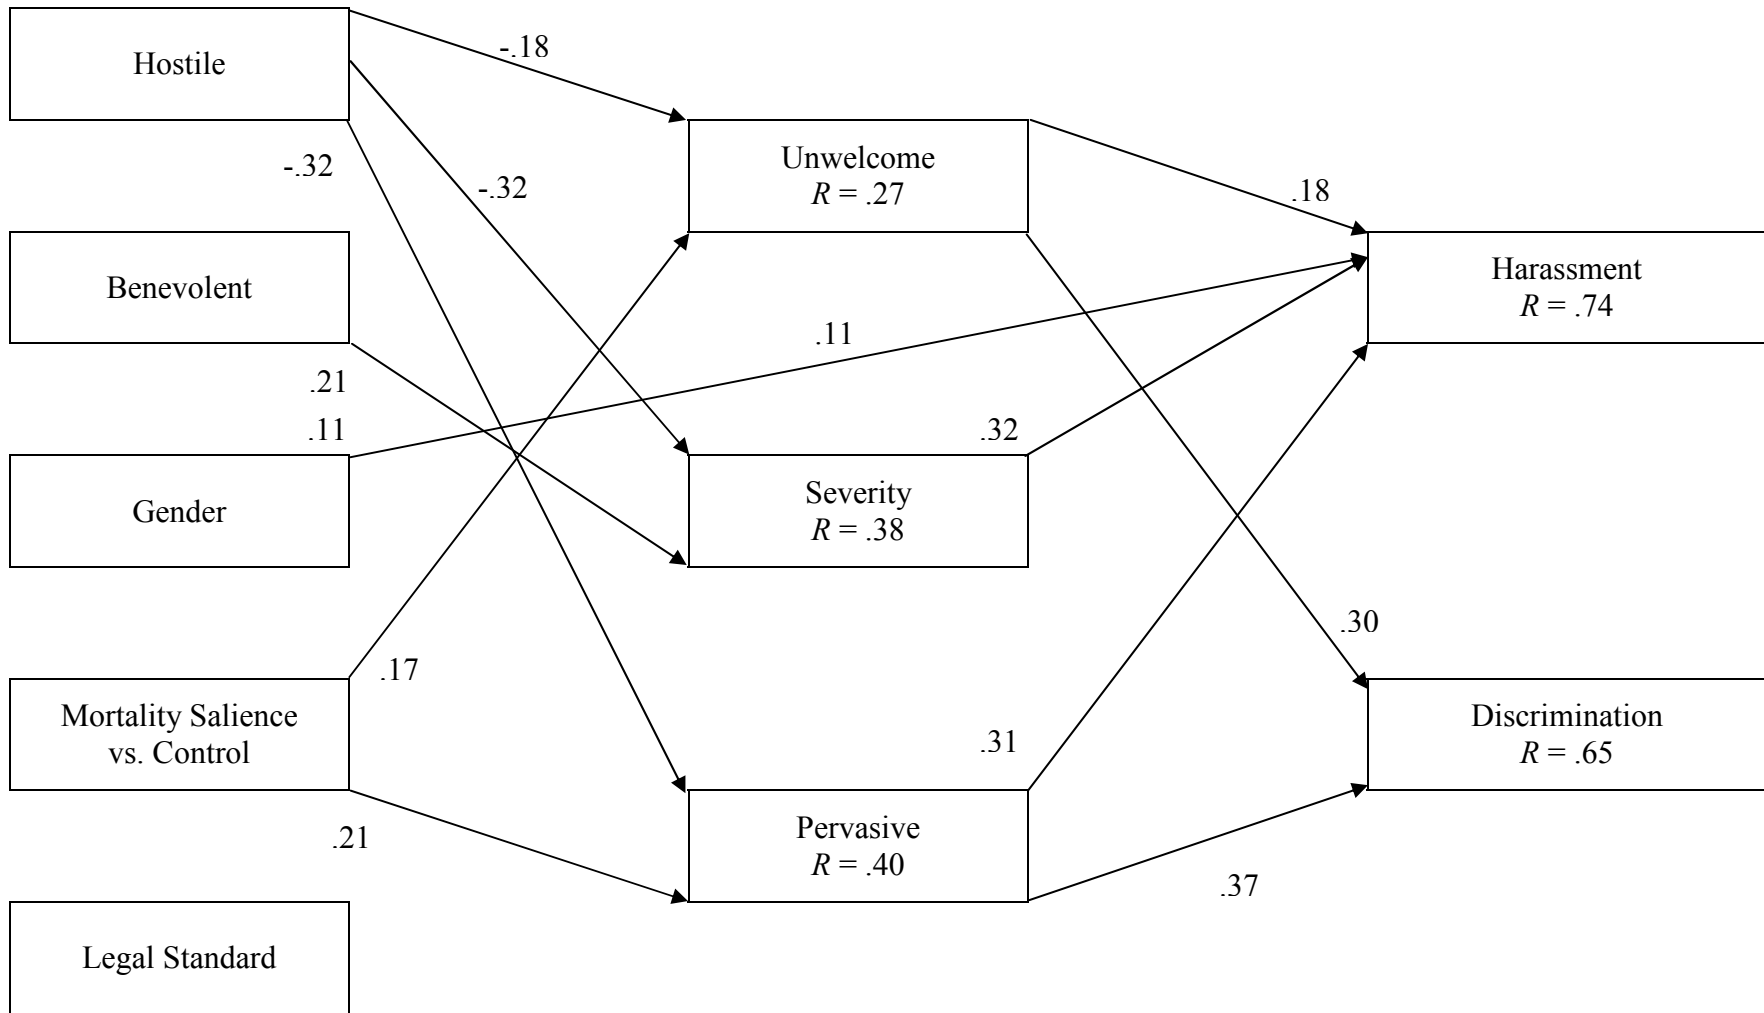 Hostile
-.18
Unwelcome
R = .27
-.32
-.32
.18
Benevolent
Harassment
R = .74
.11
.21
.11
.32
Gender
Severity
R = .38
.30
.17
Mortality Salience
vs. Control
.31
Discrimination
R = .65
.21
Pervasive
R = .40
.37
Legal Standard